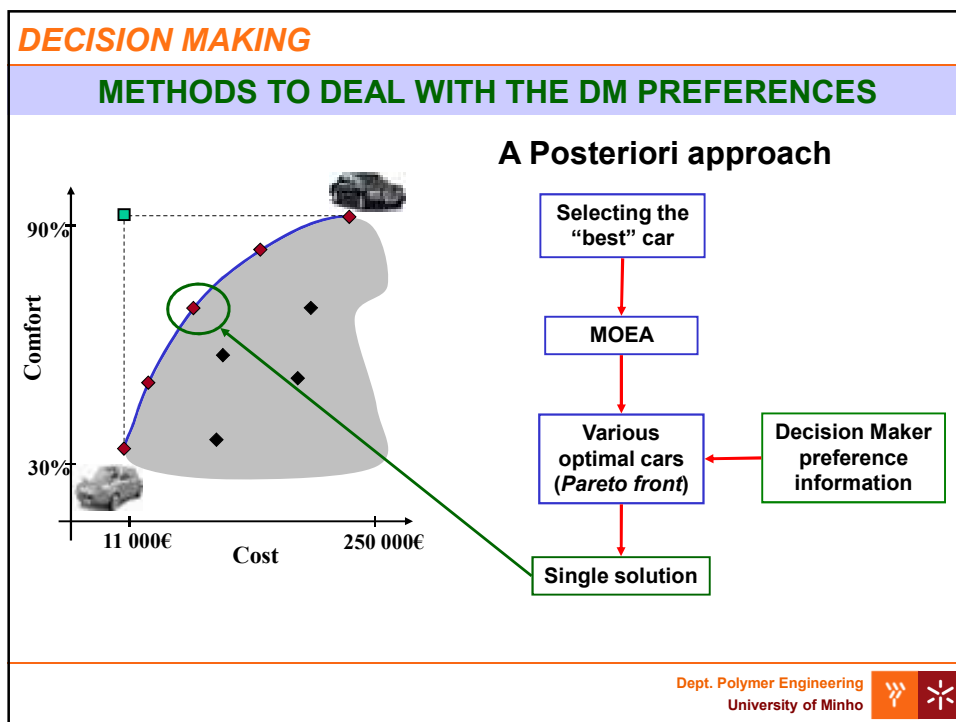 DECISION MAKING
METHODS TO DEAL WITH THE DM PREFERENCES
A Posteriori approach
90%
30%
Comfort
11 000€
250 000€
Cost
Selecting the
“best” car
MOEA
Various
optimal cars
(Pareto front)
Decision Maker
preference
information
Single solution
Dept. Polymer Engineering
University of Minho